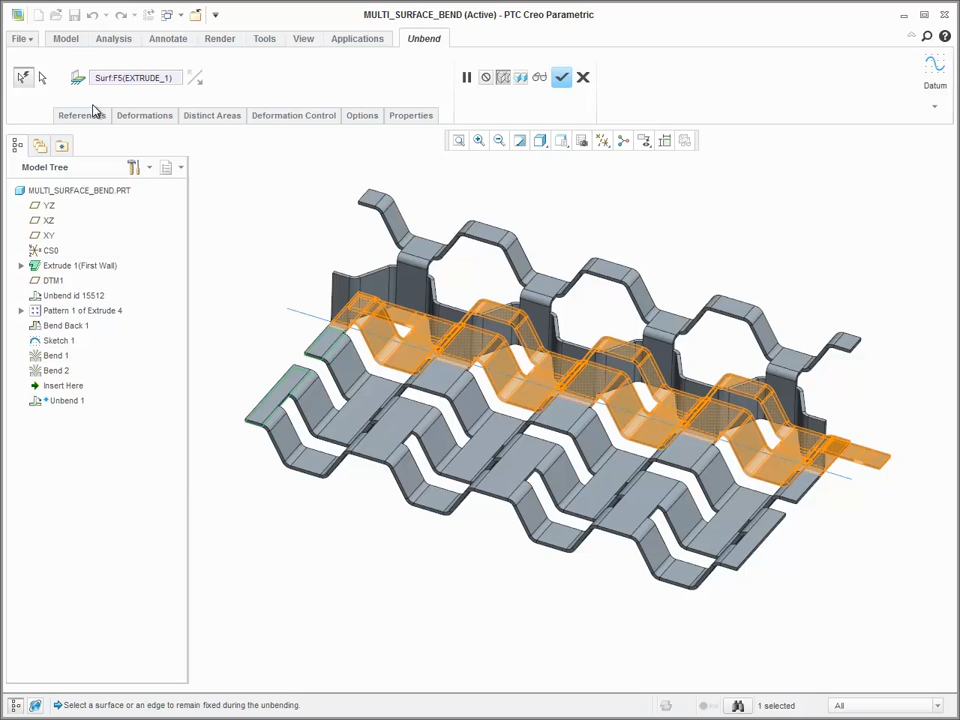 MULTI_SURFACE_BEND (Active) - PTC Creo Parametric
File Model Analysis Annotate Render Tools View Applications Unbend
Surf:F5(EXTRUDE_1)
Datum
References Deformations Distinct Areas Deformation Control Options Properties
Model Tree
MULTI_SURFACE_BEND.PRT
YZ
XZ
XY
CS0
Extrude 1(First Wall)
DTM1
Unbend id 15512
Pattern 1 of Extrude 4
Bend Back 1
Sketch 1
Bend 1
Bend 2
Insert Here
Unbend 1
Select a surface or an edge to remain fixed during the unbending.
1 selected
All